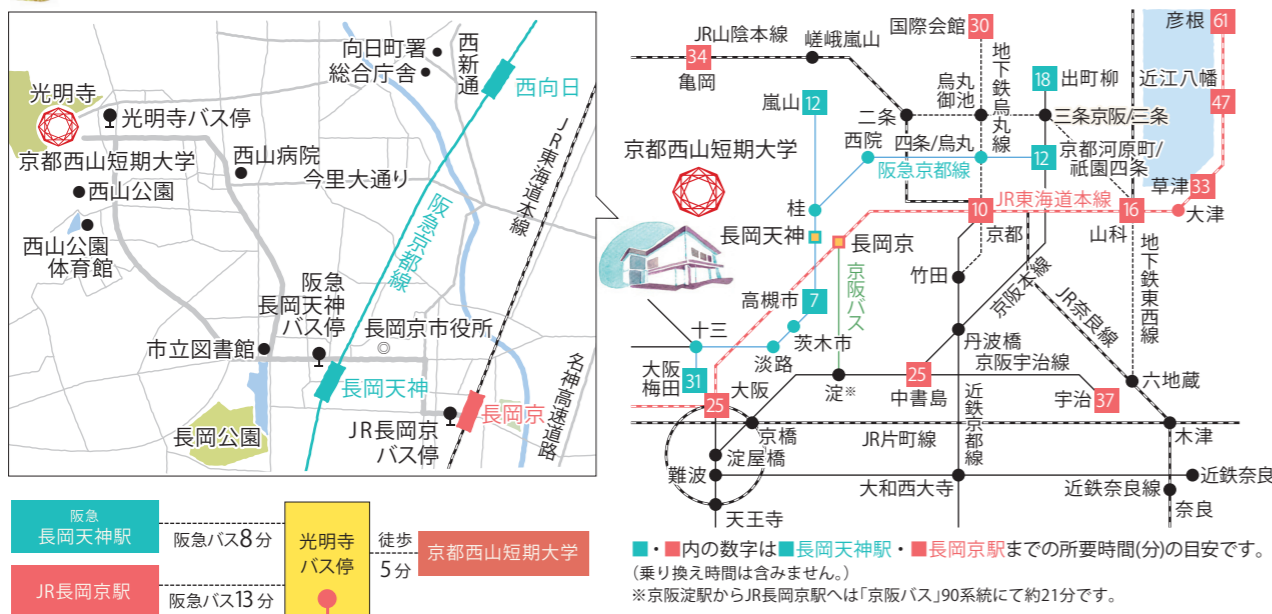 光明寺
光明寺バス停
京都西山短期大学
西山公園
西山公園
体育館
西山病院
今里大通り
向日町署
総合庁舎
西新通
西向日
JR東海道本線
阪急京都線
阪急
長岡天神
バス停
長岡京市役所
市立図書館
長岡天神
長岡公園
JR長岡京
バス停
長岡京
名神高速道路
阪急
長岡天神駅
阪急バス8分
JR長岡京駅
阪急バス13分
光明寺
バス停
徒歩
5分
京都西山短期大学
JR山陰本線
34
亀岡
嵯峨嵐山
国際会館
30
地下鉄烏丸線
烏丸
御池
18
出町柳
彦根
61
近江八幡
47
嵐山
12
二条
三条京阪/三条
西院
四条/烏丸
12
京都河原町/
祇園四条
阪急京都線
草津
33
京都西山短期大学
桂
JR東海道本線
10
京都
16
山科
大津
長岡天神
長岡京
竹田
京阪本線
地下鉄東西線
京阪バス
高槻市
7
JR奈良線
十三
茨木市
淡路
丹波橋
京阪宇治線
大阪
梅田
31
大阪
25
淀※
25
中書島
六地蔵
宇治
37
近鉄京都線
京橋
JR片町線
木津
淀屋橋
難波
大和西大寺
近鉄奈良
近鉄奈良線
奈良
天王寺
■・■内の数字は■長岡天神駅・■長岡京駅までの所要時間(分)の目安です。
(乗り換え時間は含みません。)
※京阪淀駅からJR長岡京駅へは「京阪バス」90系統にて約21分です。